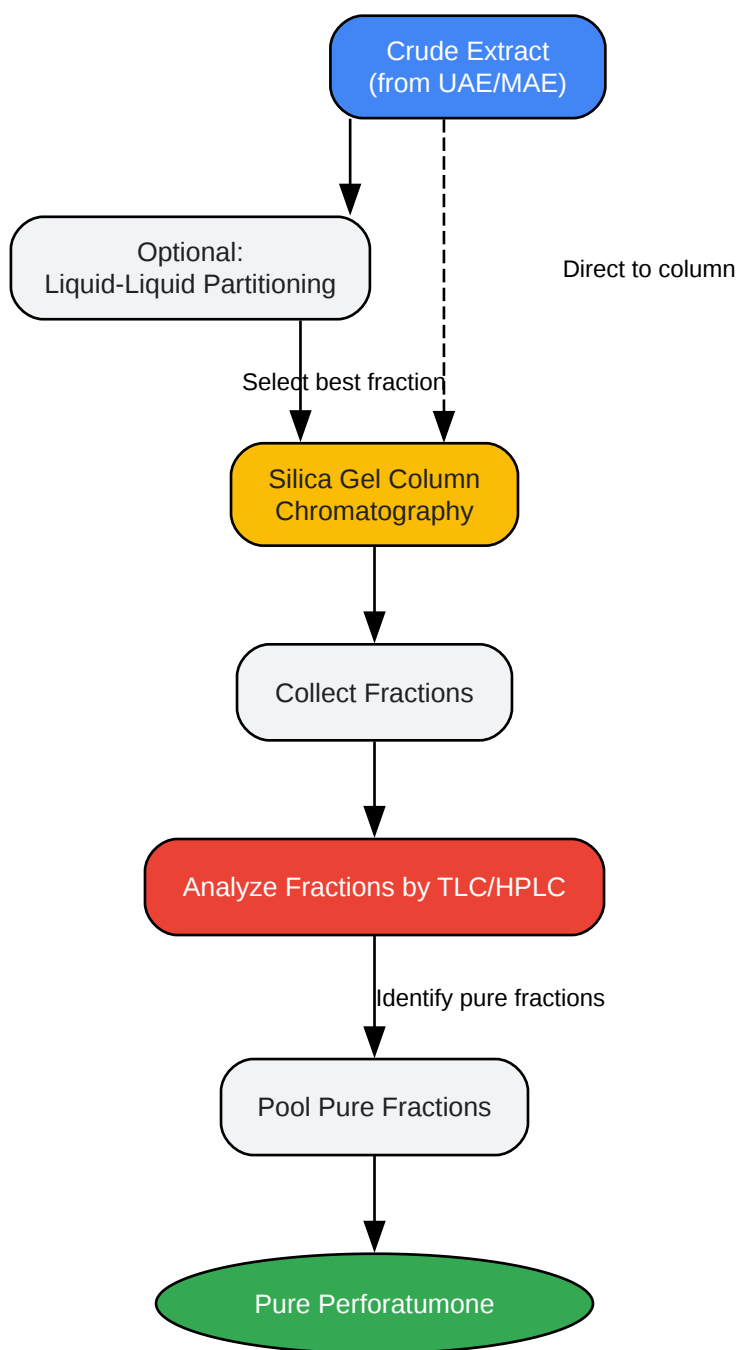 Crude Extract
(from UAE/MAE)
Optional:
Liquid-Liquid Partitioning
Direct to column
Select best fraction
Silica Gel Column
Chromatography
Collect Fractions
Analyze Fractions by TLC/HPLC
Identify pure fractions
Pool Pure Fractions
Pure Perforatumone